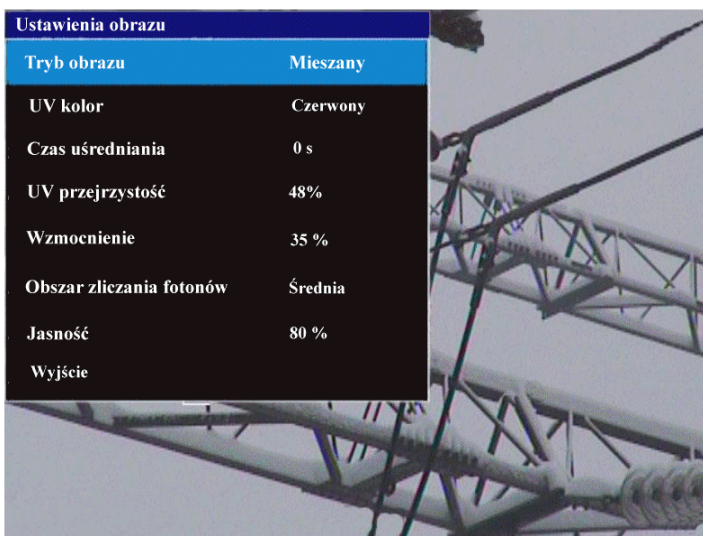 Ustawienia obrazu
Tryb obrazu Mieszany
UV kolor Czerwony
Czas uśredniania 0 s
UV przejrzystość 48%
Wzmocnienie 35 %
Obszar zliczania fotonów Średnia
Jasność 80 %
Wyjście